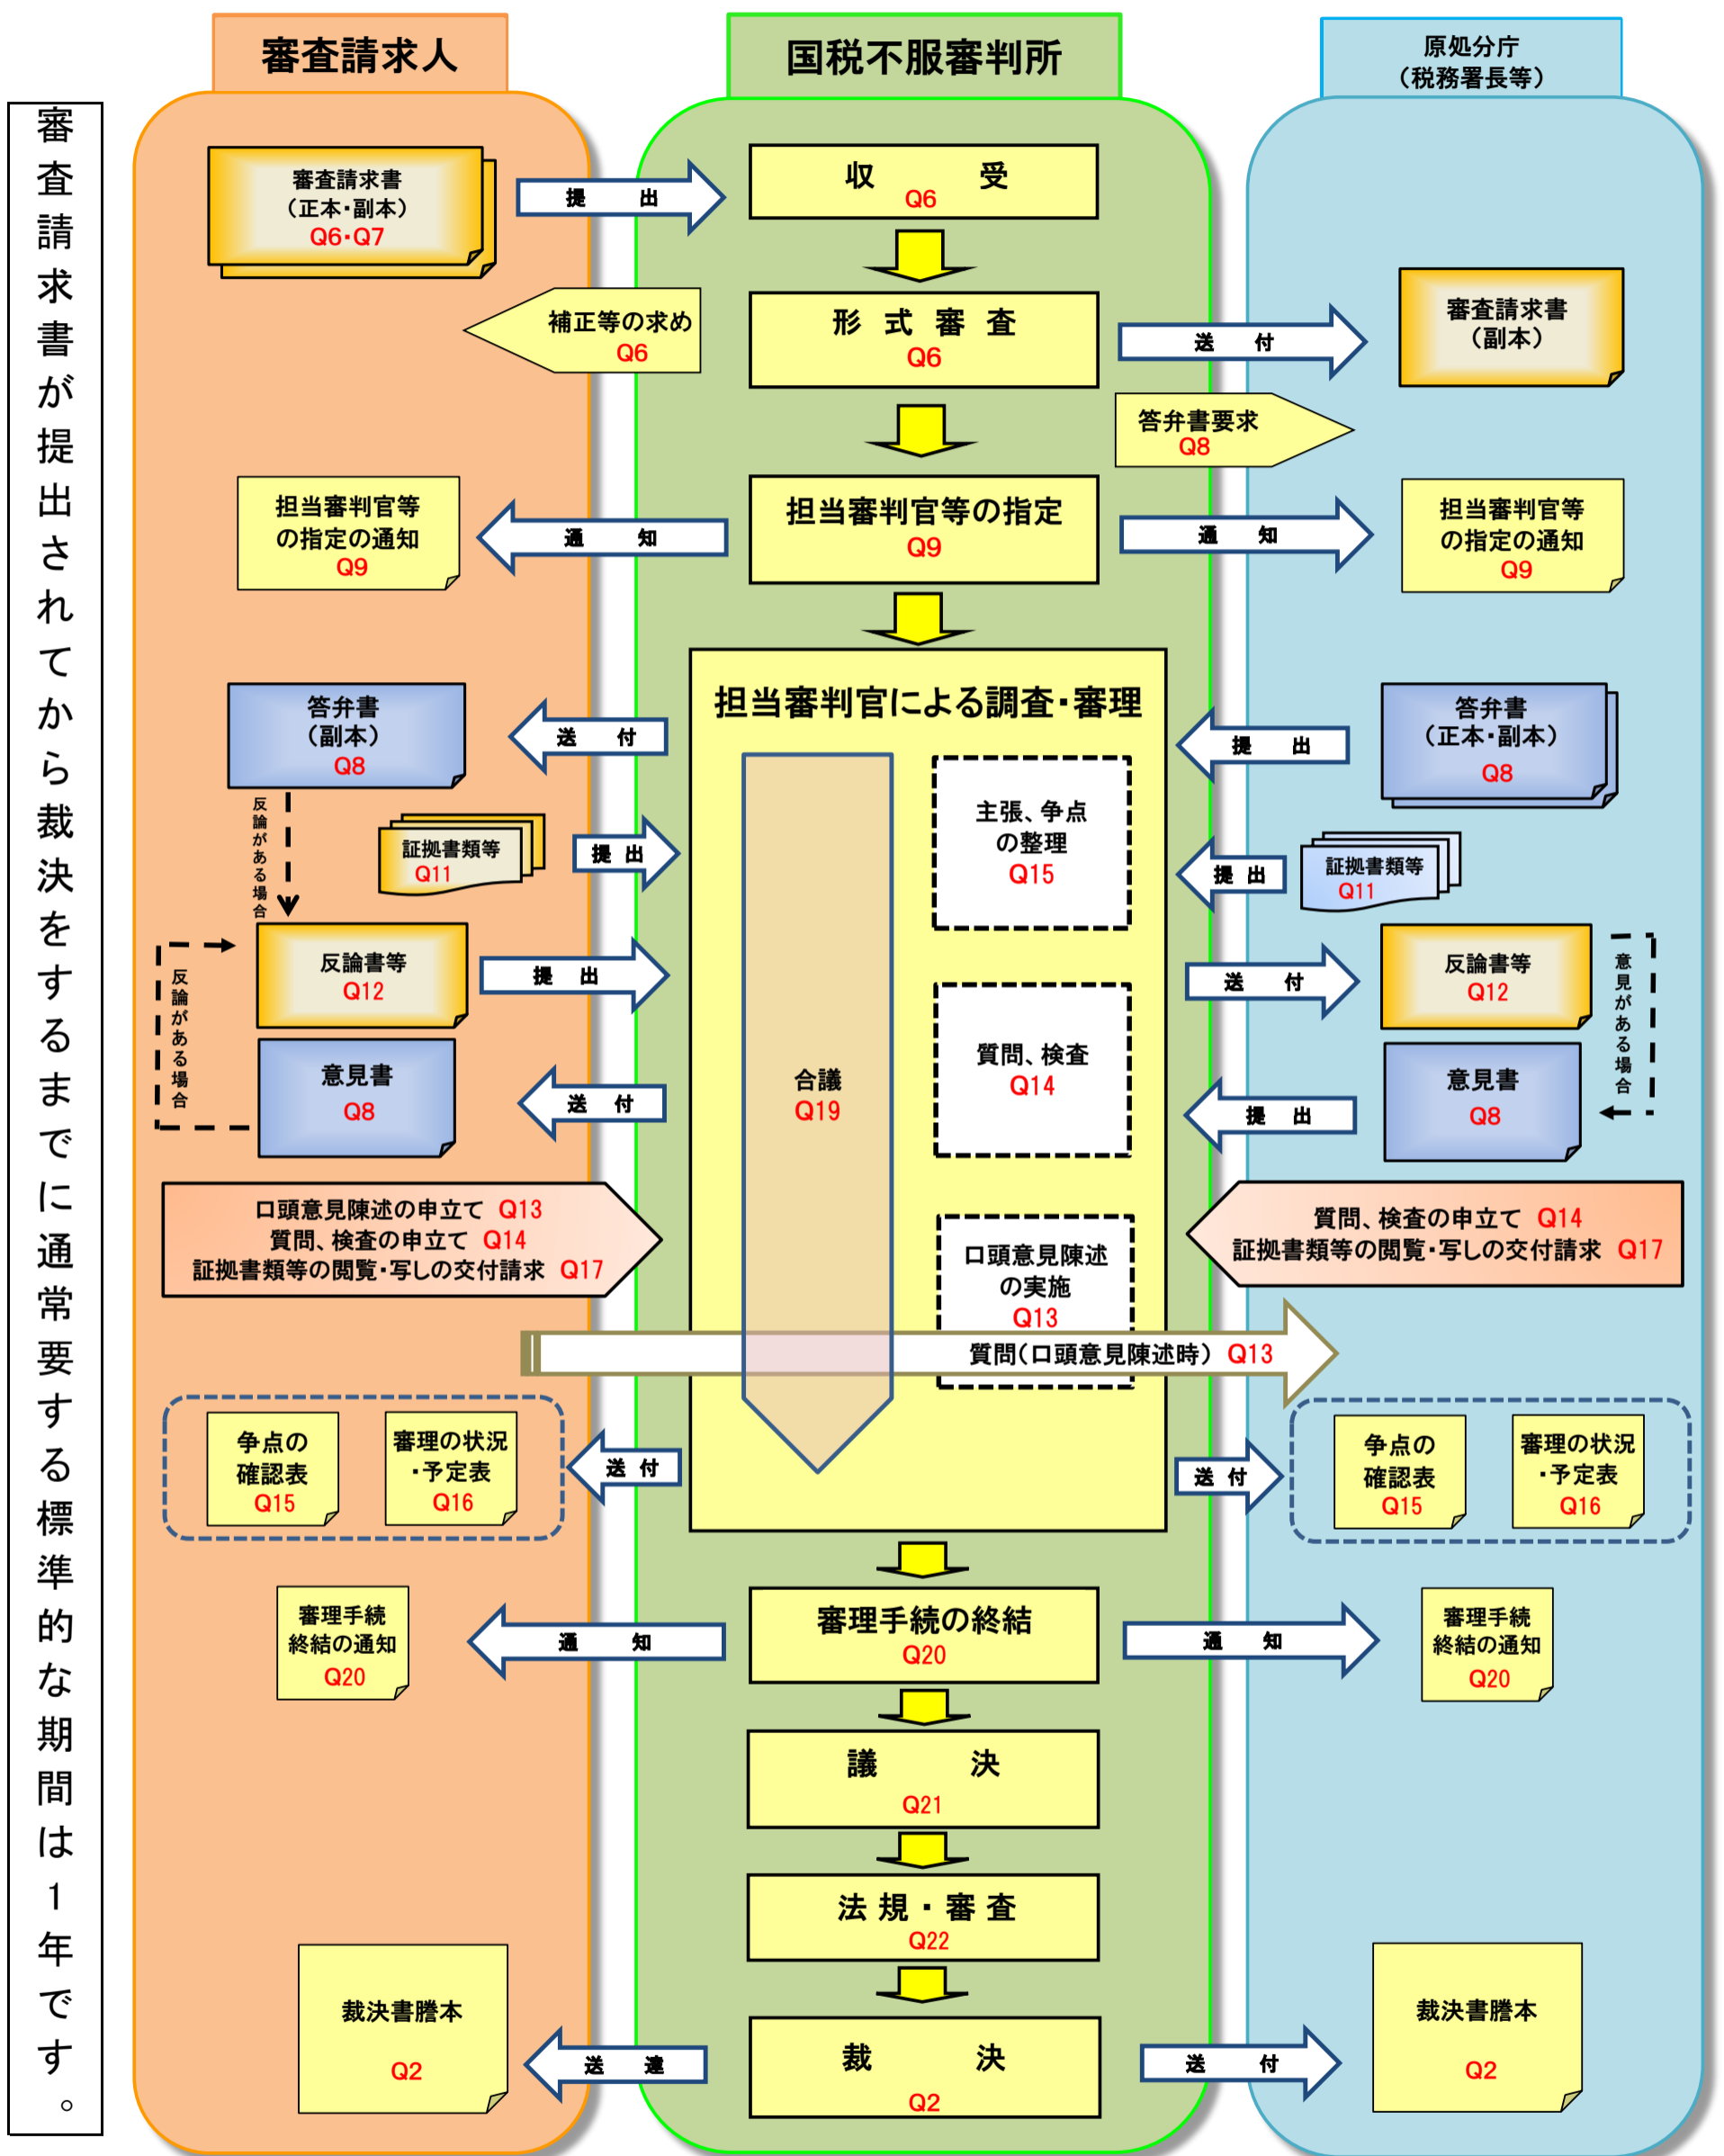 審査請求書が提出されてから裁決をするまでに通常要する標準的な期間は１年です。
審査請求人
国税不服審判所
原処分庁
（税務署長等）
審査請求書
（正本・副本）
Q6・Q7
提 出
収 受
Q6
補正等の求め
Q6
形 式 審 査
Q6
送 付
審査請求書
（副本）
答弁書要求
Q8
担当審判官等
の指定の通知
Q9
通 知
担当審判官等の指定
Q9
通 知
担当審判官等
の指定の通知
Q9
担当審判官による調査・審理
答弁書
（副本）
Q8
送 付
提 出
答弁書
（正本・副本）
Q8
反論がある場合
証拠書類等
Q11
提 出
主張、争点
の整理
Q15
提 出
証拠書類等
Q11
反論がある場合
反論書等
Q12
提 出
送 付
反論書等
Q12
意見がある場合
意見書
Q8
送 付
合議
Q19
質問、検査
Q14
提 出
意見書
Q8
口頭意見陳述の申立て Q13
質問、検査の申立て Q14
証拠書類等の閲覧・写しの交付請求 Q17
口頭意見陳述
の実施
Q13
質問、検査の申立て Q14
証拠書類等の閲覧・写しの交付請求 Q17
質問（口頭意見陳述時） Q13
争点の
確認表
Q15
審理の状況
・予定表
Q16
送 付
送 付
争点の
確認表
Q15
審理の状況
・予定表
Q16
審理手続
終結の通知
Q20
通 知
審理手続の終結
Q20
通 知
審理手続
終結の通知
Q20
議 決
Q21
法 規 ・ 審 査
Q22
裁決書謄本
Q2
送 達
裁 決
Q2
送 付
裁決書謄本
Q2